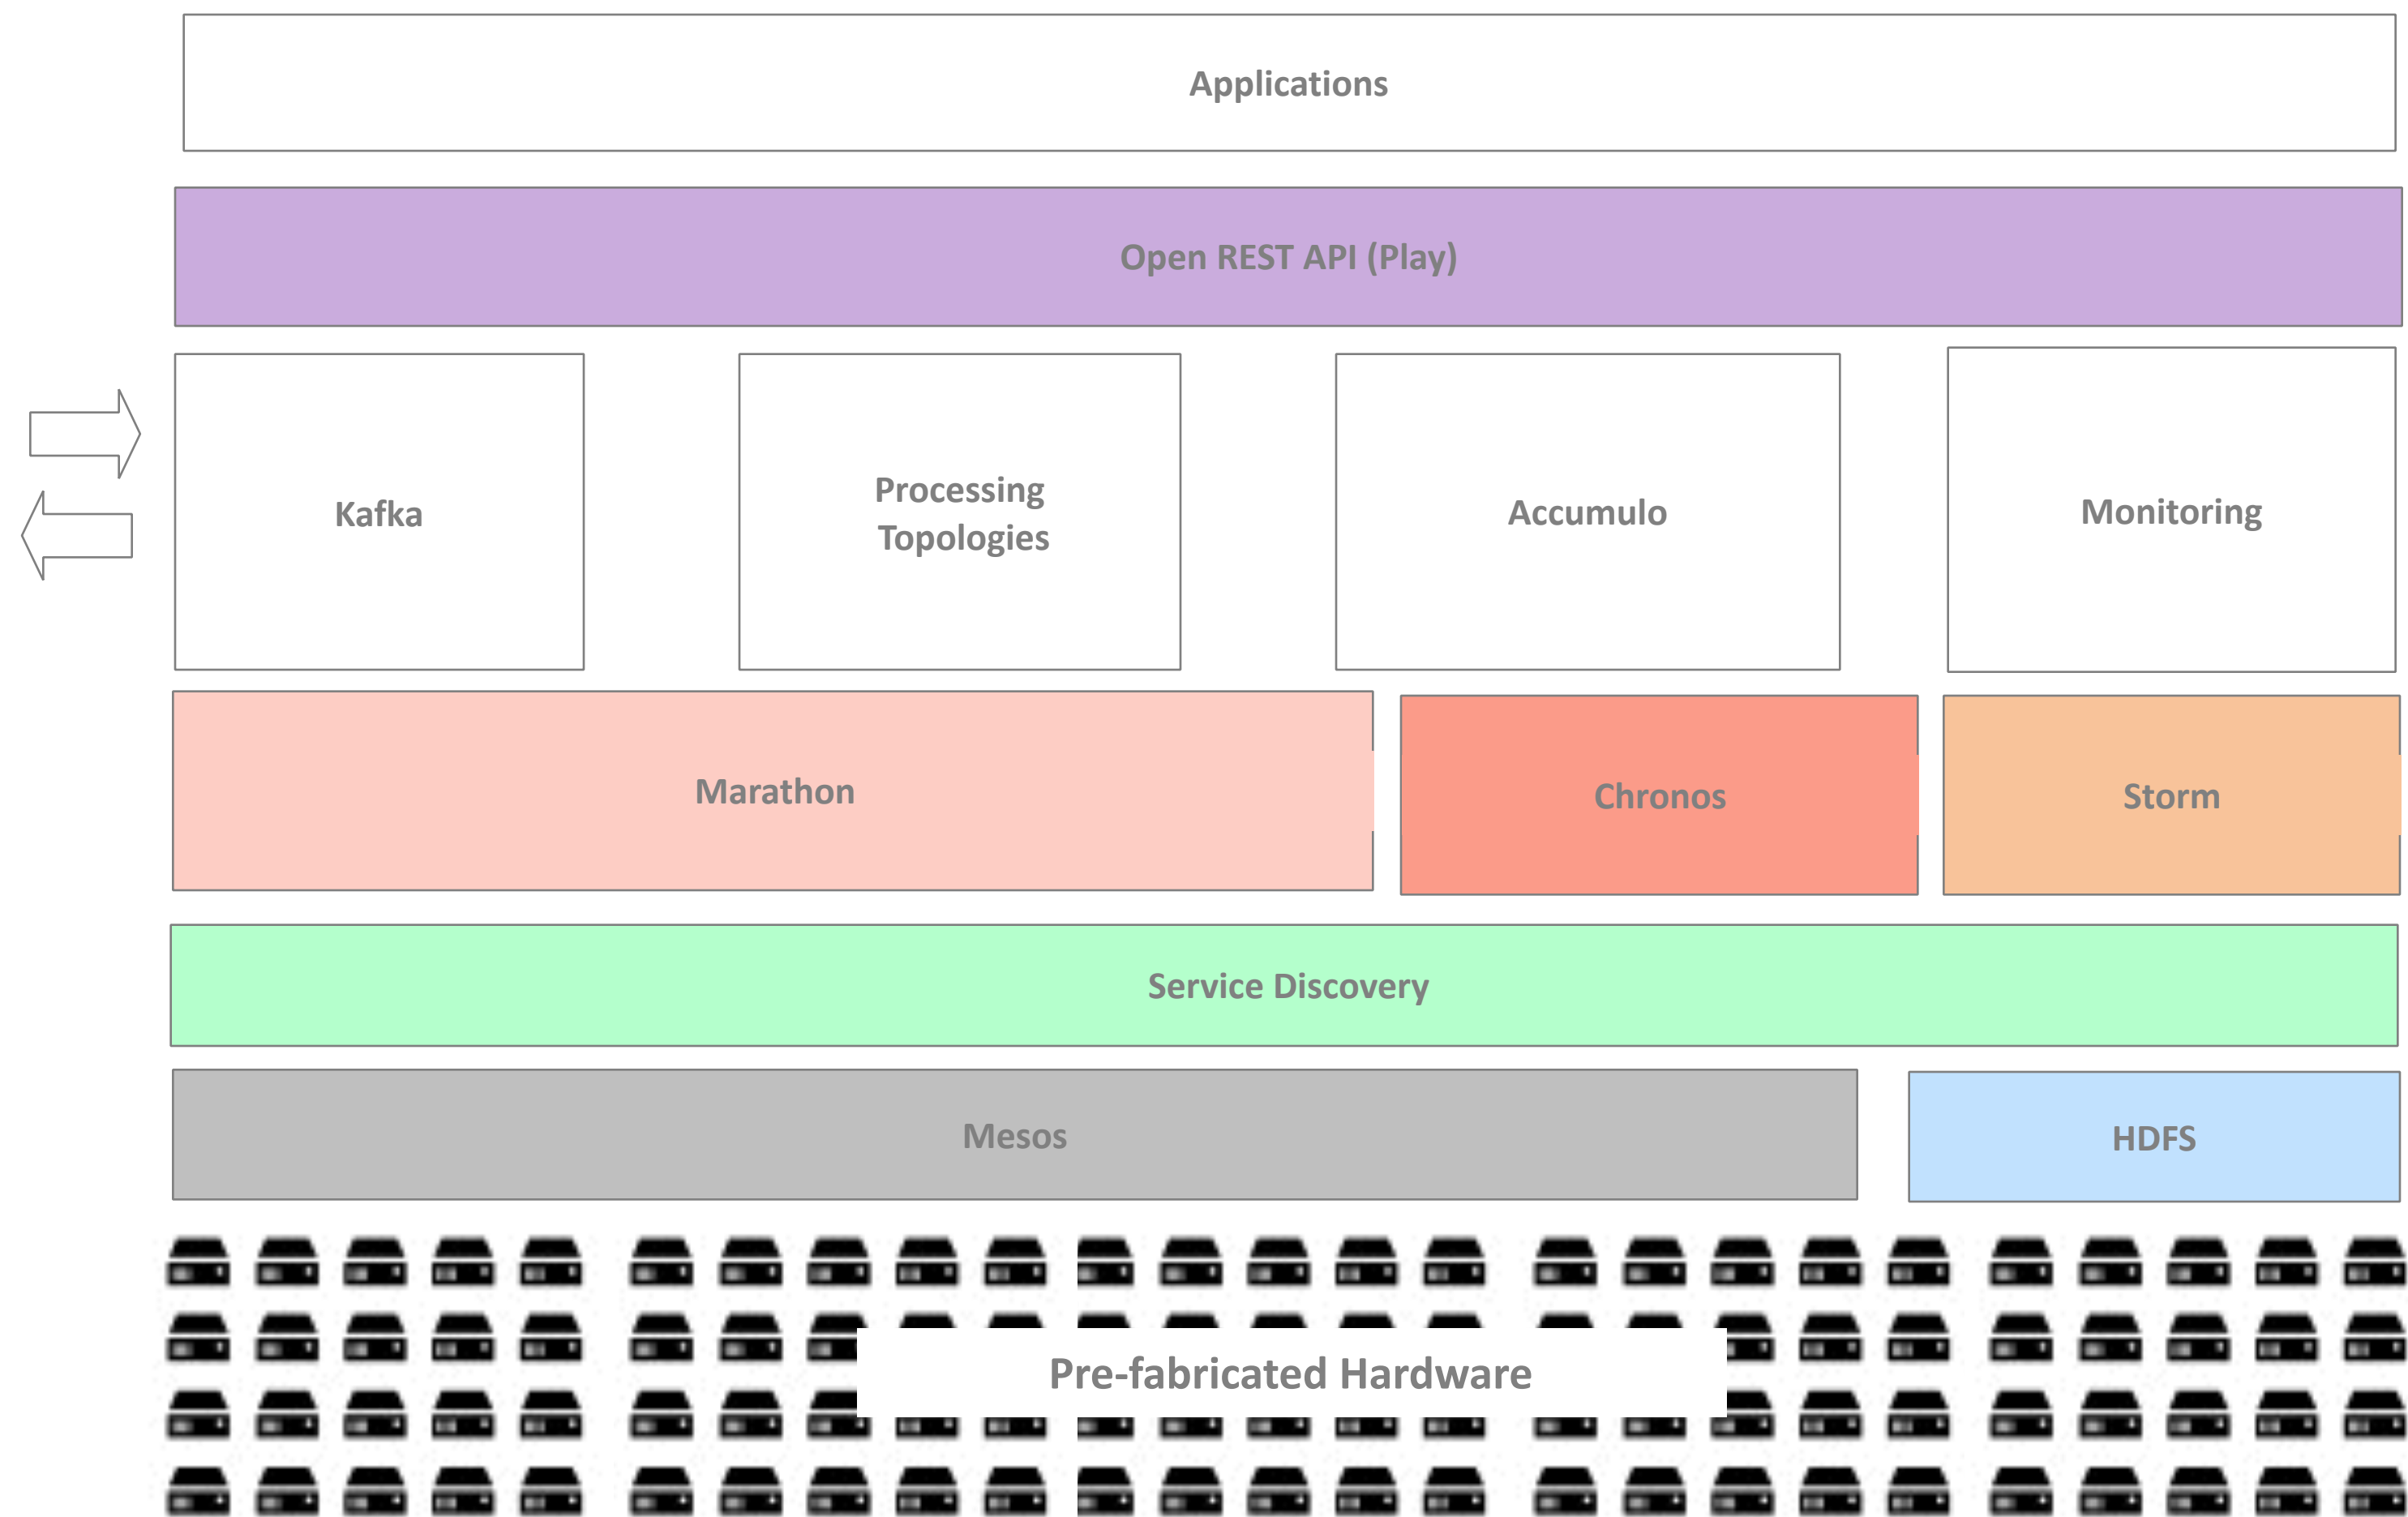 Applications
Open REST API (Play)
Kafka
Processing
Topologies
Accumulo
Monitoring
Marathon
Chronos
Storm
Service Discovery
Mesos
HDFS
Pre-fabricated Hardware